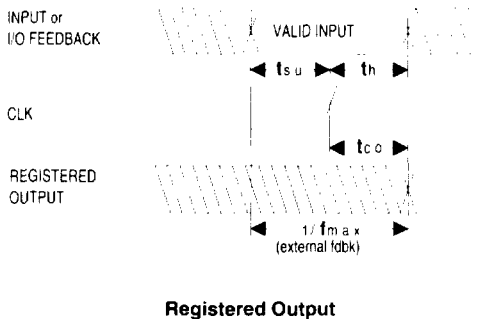 INPUT or
I/O FEEDBACK
VALID INPUT
tsu
th
CLK
tco
REGISTERED
OUTPUT
1/ fmax
(external fdbk)
Registered Output